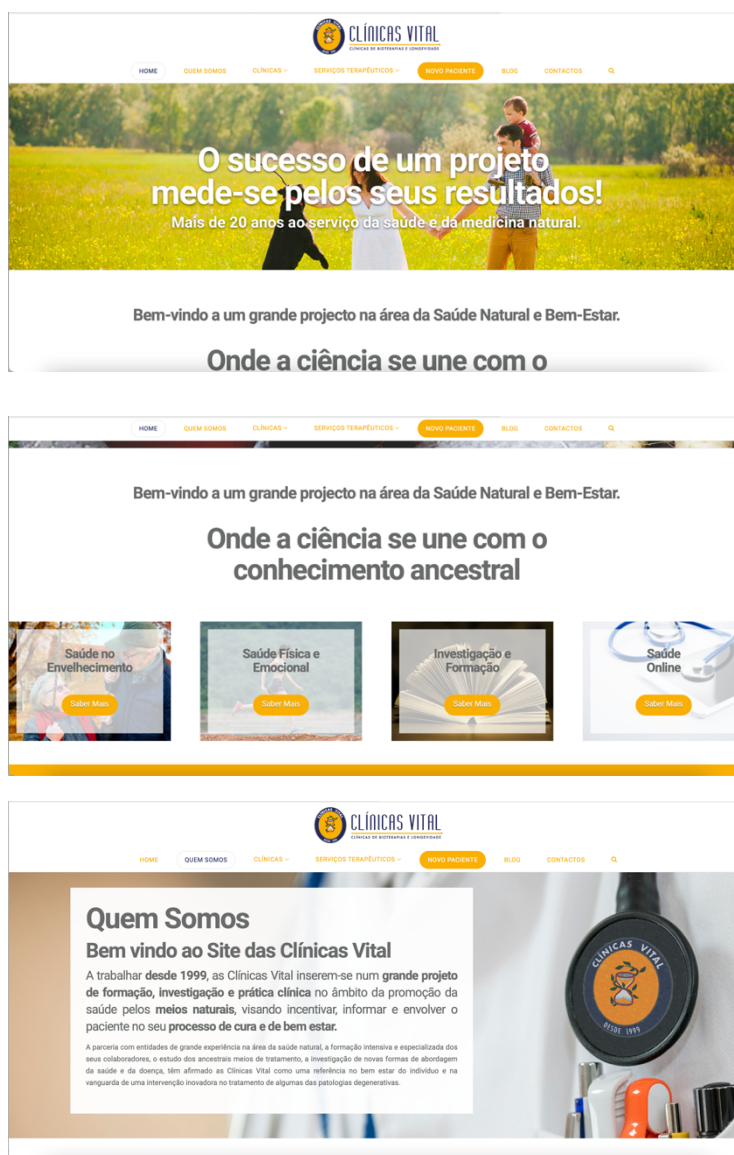 CLÍNICAS VITAL
CLÍNICAS DE BIOTERAPIAS E LONGEVIDADE
HOME QUEM SOMOS CLÍNICAS SERVIÇOS TERAPÊUTICOS NOVO PACIENTE BLOG CONTACTOS
O sucesso de um projeto
mede-se pelos seus resultados!
Mais de 20 anos ao serviço da saúde e da medicina natural.
Bem-vindo a um grande projecto na área da Saúde Natural e Bem-Estar.
Onde a ciência se une com o
HOME QUEM SOMOS CLÍNICAS SERVIÇOS TERAPÊUTICOS NOVO PACIENTE BLOG CONTACTOS
Bem-vindo a um grande projecto na área da Saúde Natural e Bem-Estar.
Onde a ciência se une com o
conhecimento ancestral
Saúde no
Envelhecimento
Saber Mais
Saúde Física e
Emocional
Saber Mais
Investigação e
Formação
Saber Mais
Saúde
Online
Saber Mais
CLÍNICAS VITAL
CLÍNICAS DE BIOTERAPIAS E LONGEVIDADE
HOME QUEM SOMOS CLÍNICAS SERVIÇOS TERAPÊUTICOS NOVO PACIENTE BLOG CONTACTOS
Quem Somos
Bem vindo ao Site das Clínicas Vital
A trabalhar desde 1999, as Clínicas Vital inserem-se num grande projeto
de formação, investigação e prática clínica no âmbito da promoção da
saúde pelos meios naturais, visando incentivar, informar e envolver o
paciente no seu processo de cura e de bem estar.
A parceria com entidades de grande experiência na área da saúde natural, a formação intensiva e especializada dos
seus colaboradores, o estudo dos ancestrais meios de tratamento, a investigação de novas formas de abordagem
da saúde e da doença, têm afirmado as Clínicas Vital como uma referência no bem estar do indivíduo e na
vanguarda de uma intervenção inovadora no tratamento de algumas das patologias degenerativas.
CLINICAS VITAL
DESDE 1999